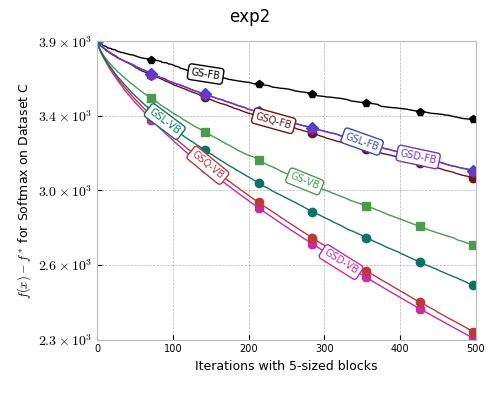 exp2
f(x) − f* for Softmax on Dataset C
3.9 × 10³
3.4 × 10³
3.0 × 10³
2.6 × 10³
2.3 × 10³
GS-FB
GSQ-FB
GSL-FB
GSD-FB
GSL-VB
GSQ-VB
GS-VB
GSD-VB
0 100 200 300 400 500
Iterations with 5-sized blocks